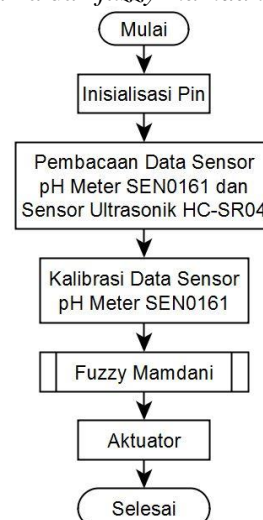 Mulai
Inisialisasi Pin
Pembacaan Data Sensor
pH Meter SEN0161 dan
Sensor Ultrasonik HC-SR04
Kalibrasi Data Sensor
pH Meter SEN0161
Fuzzy Mamdani
Aktuator
Selesai